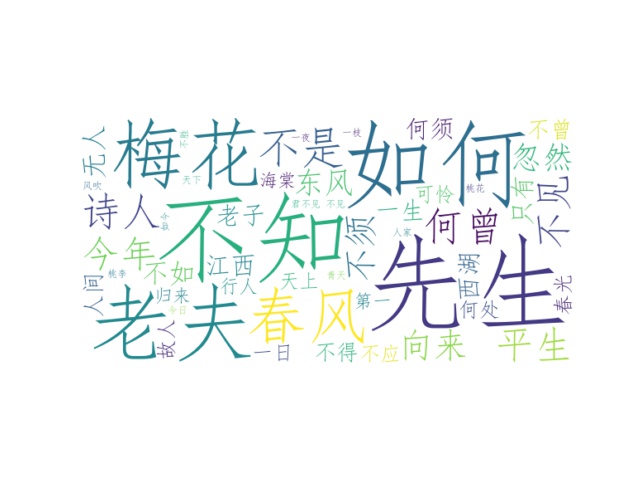 梅花
不是
如何
何须
不曾
无人
忽然
风吹
天下
海棠
东风
可怜
桃花
只有
不见
诗人
老子
君不见 不见
一生
何曾
不知
不须
人家
今年
不如
江西
先生
西湖
人间
桃李
行人
天上
青天
归来
今日
老夫
春风
第一
何处
春光
故人
一日
不得
不应
向来
平生
一夜
一枝